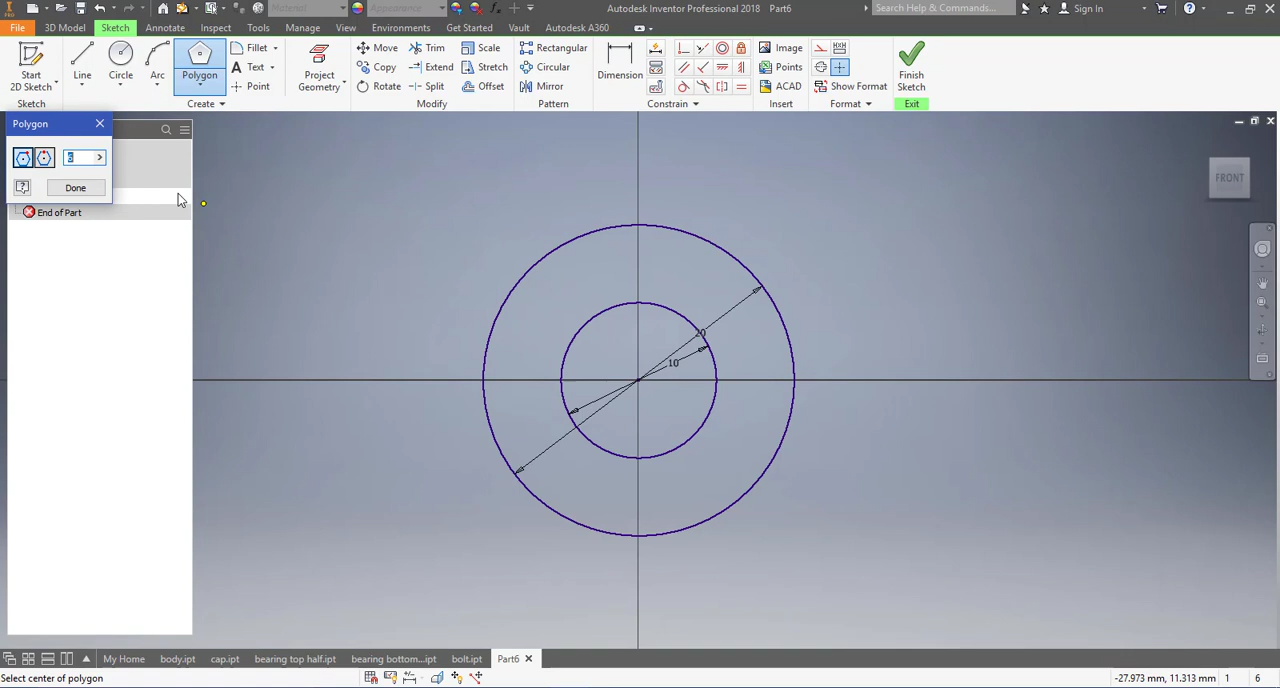 PRO
Material
Appearance
Autodesk Inventor Professional 2018 Part6
Search Help & Commands...
Sign In
File
3D Model
Sketch
Annotate
Inspect
Tools
Manage
View
Environments
Get Started
Vault
Autodesk A360
Start
2D Sketch
Line
Circle
Arc
Polygon
Fillet
Text
Point
Project
Geometry
Move
Copy
Rotate
Trim
Extend
Split
Scale
Stretch
Offset
Rectangular
Circular
Mirror
Dimension
Image
Points
ACAD
Show Format
Finish
Sketch
Sketch
Create
Modify
Pattern
Constrain
Insert
Format
Exit
Polygon
6
Done
End of Part
FRONT
20
10
My Home
body.ipt
cap.ipt
bearing top half.ipt
bearing bottom...ipt
bolt.ipt
Part6
Select center of polygon
-27.973 mm, 11.313 mm
1
6